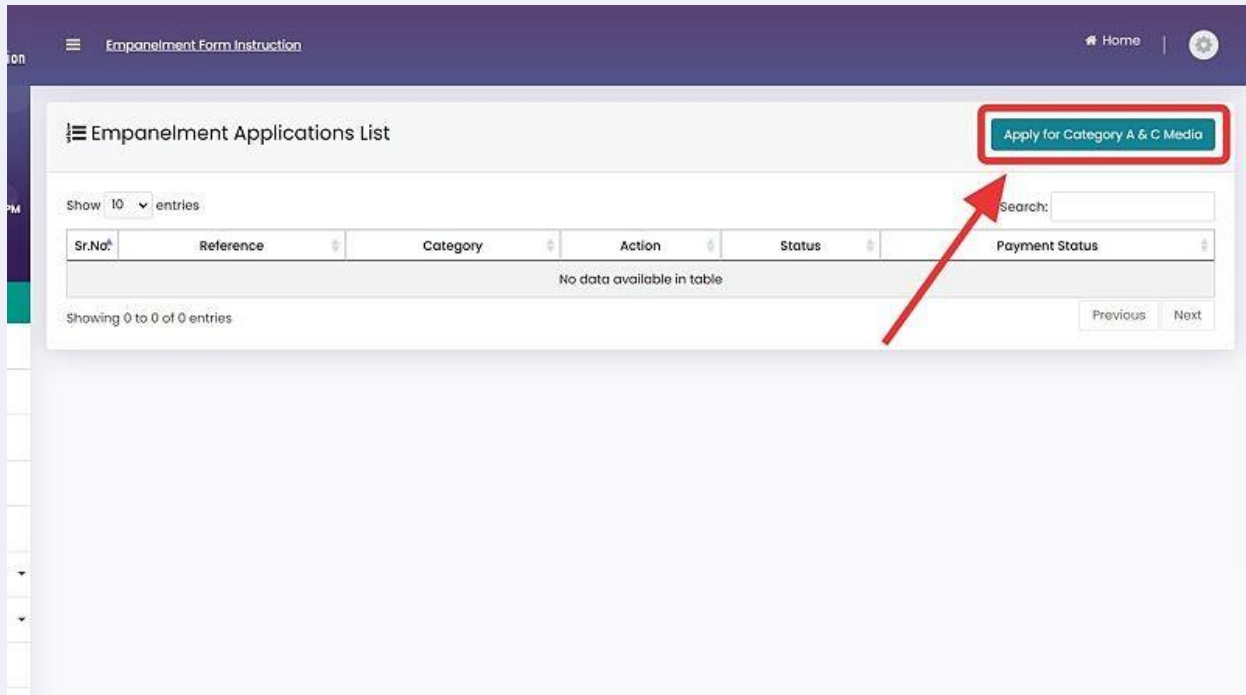 Empanelment Form Instruction
Home |
ion
Empanelment Applications List
Apply for Category A & C Media
PM
Show 10 entries
Search:
Sr.No. Reference Category Action Status Payment Status
No data available in table
Showing 0 to 0 of 0 entries
Previous Next